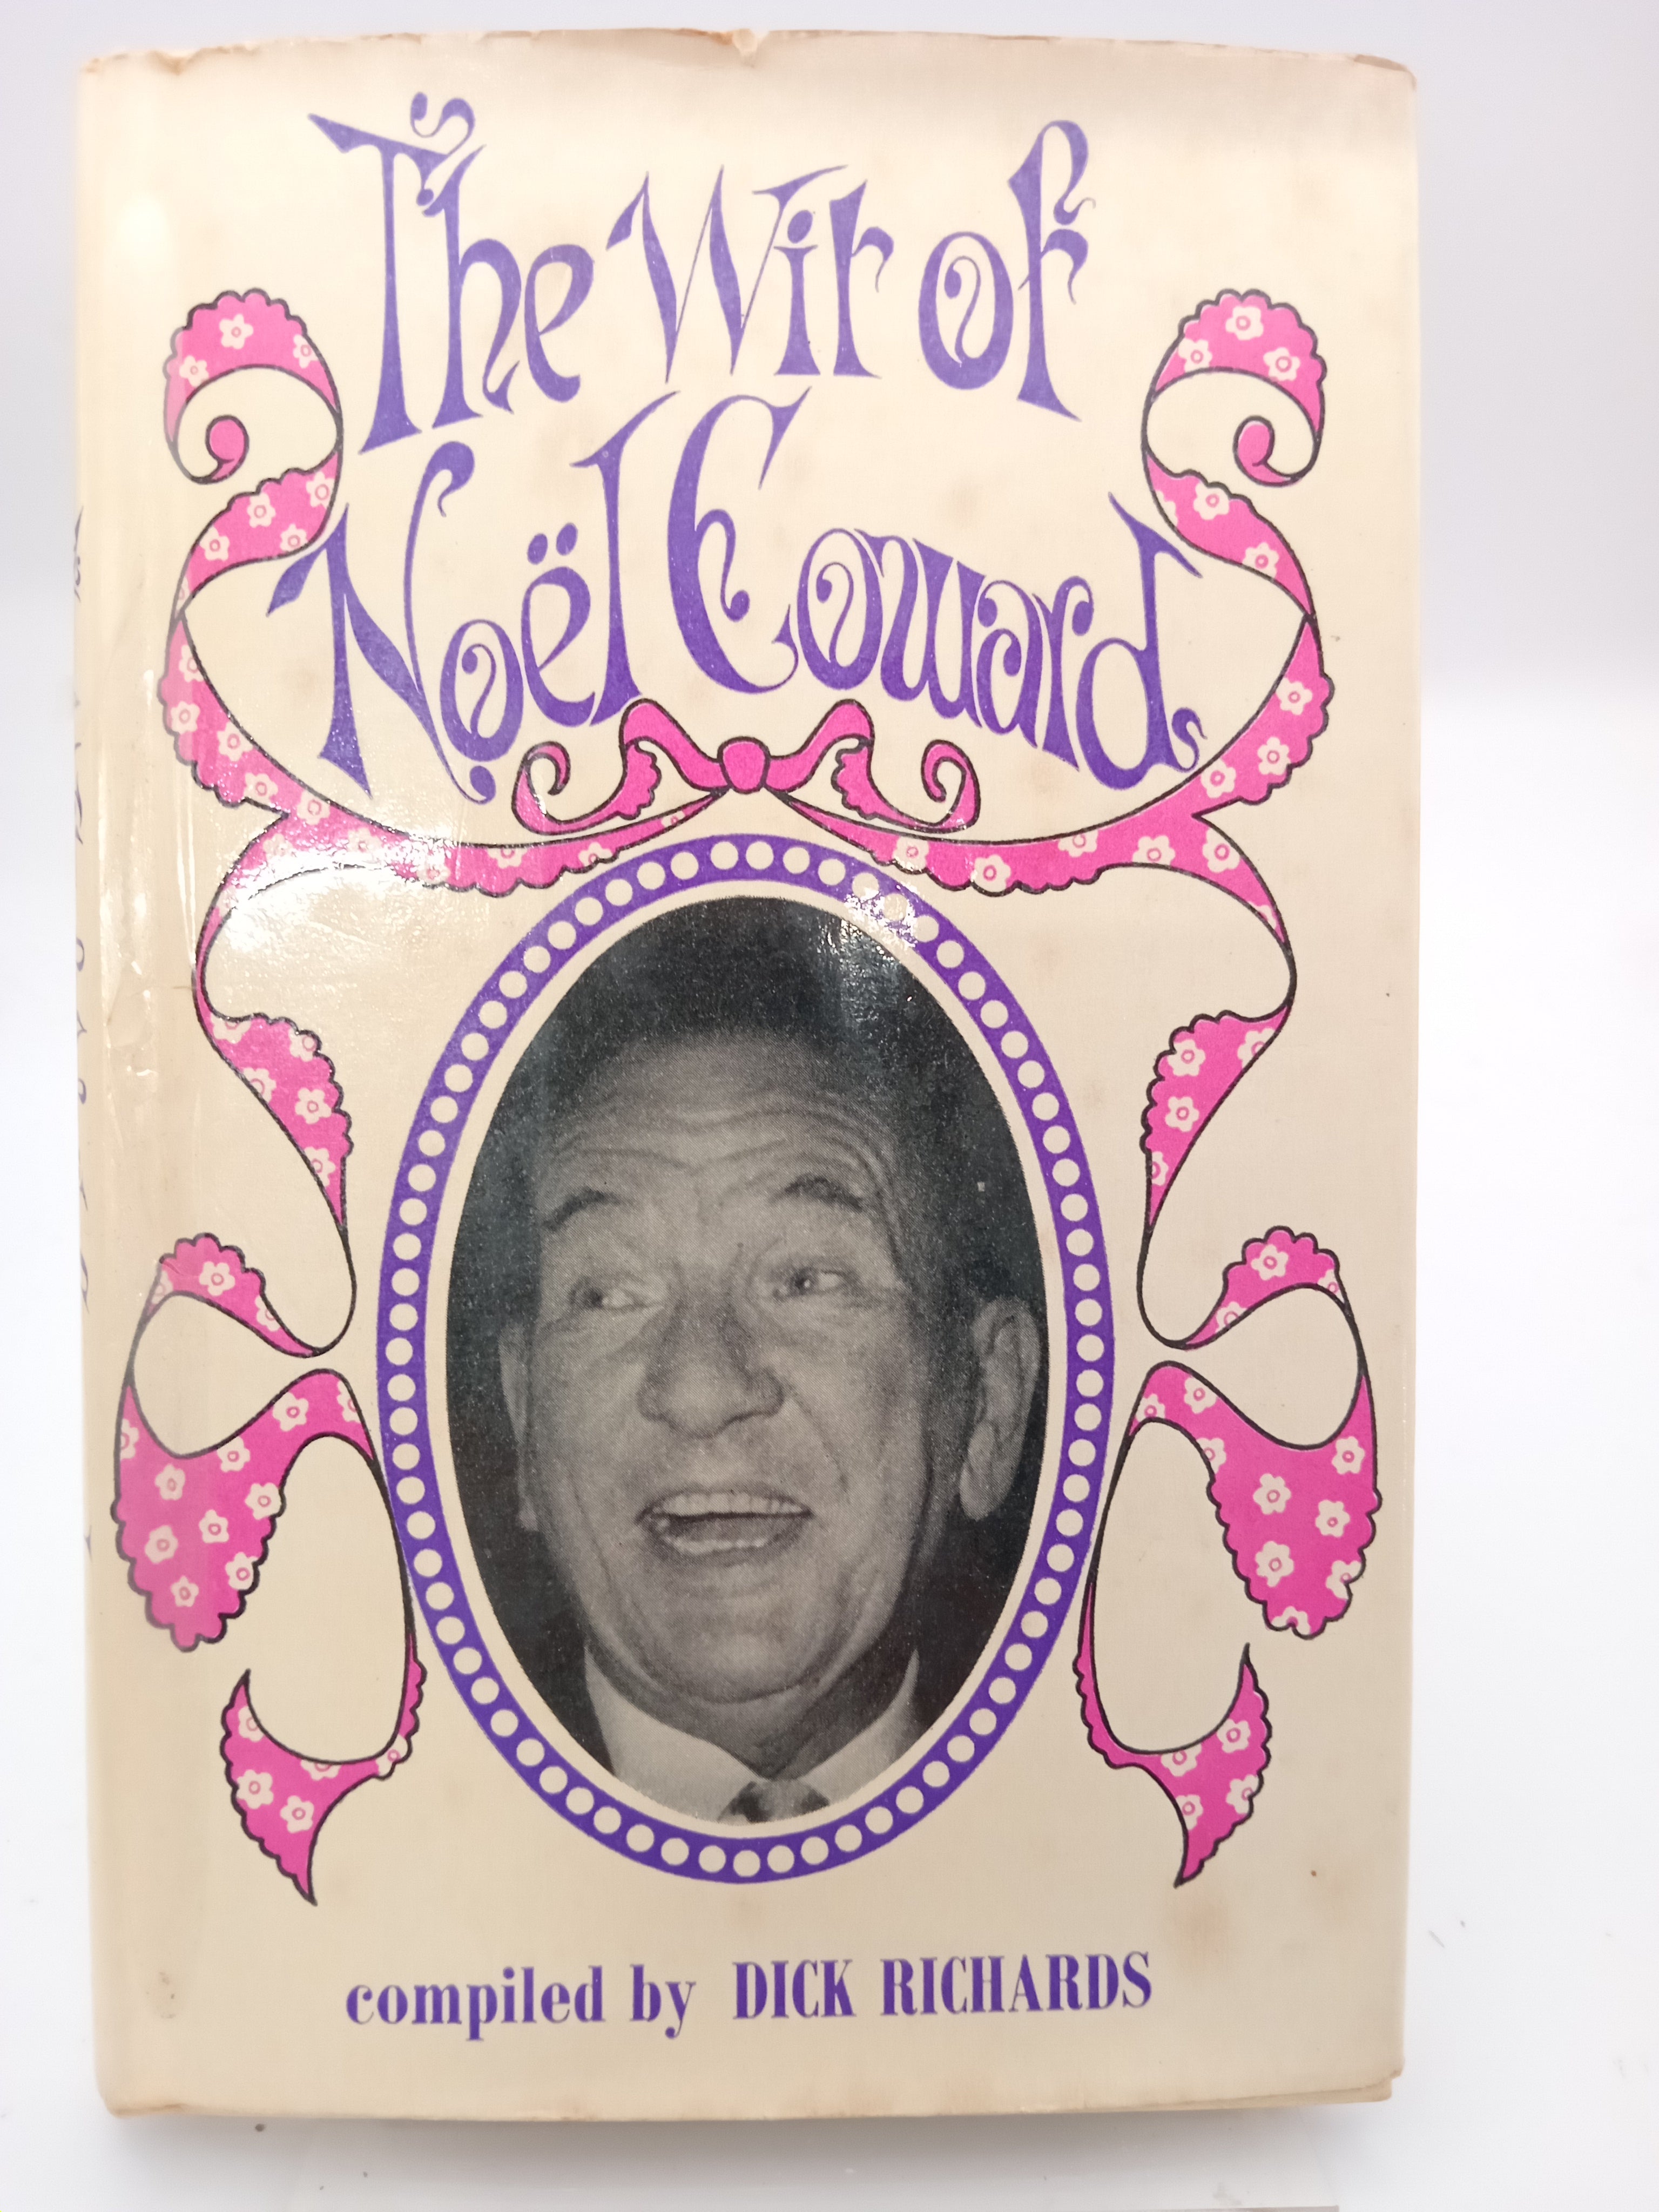 The Wit of
Noël Coward
compiled by DICK RICHARDS